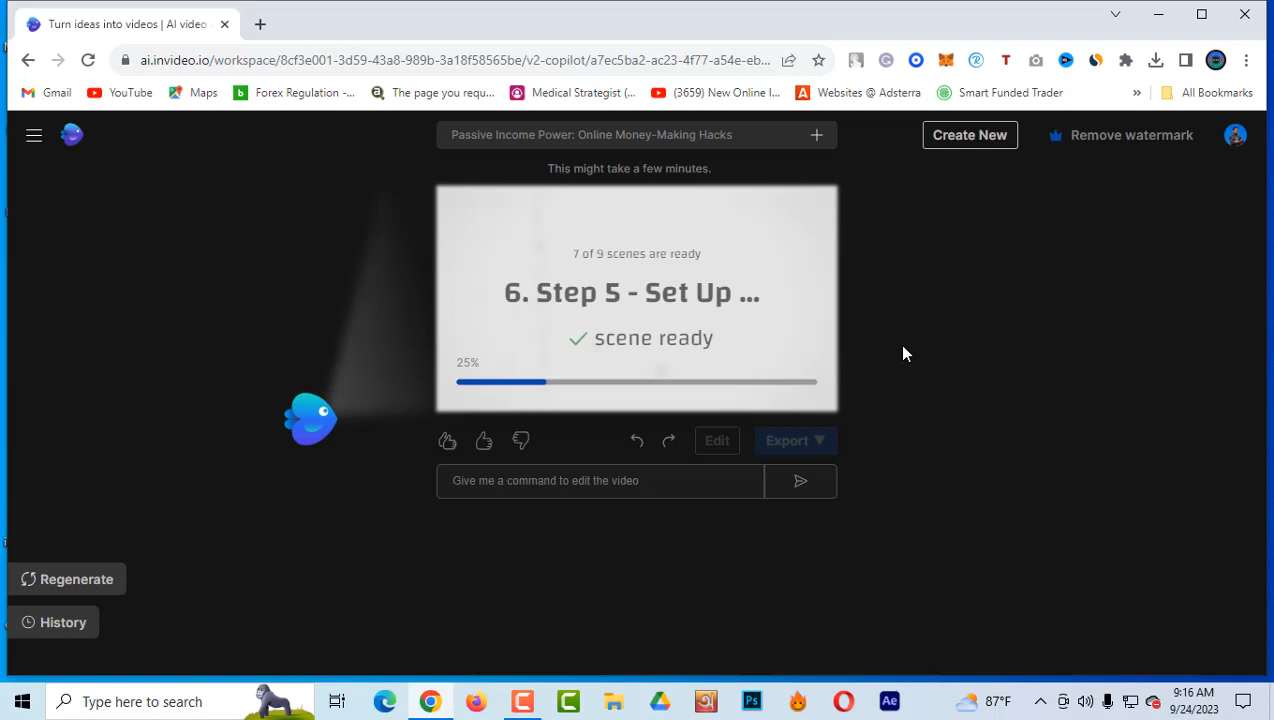 Turn ideas into videos | AI video
ai.invideo.io/workspace/8cf3e001-3d59-43a8-989b-3a18f58565be/v2-copilot/a7ec5ba2-ac23-4f77-a54e-eb...
Gmail
YouTube
Maps
Forex Regulation -...
The page you requ...
Medical Strategist (...
(3659) New Online I...
Websites @ Adsterra
Smart Funded Trader
»
All Bookmarks
Passive Income Power: Online Money-Making Hacks
Create New
Remove watermark
This might take a few minutes.
7 of 9 scenes are ready
6. Step 5 - Set Up ...
scene ready
25%
Edit
Export ▼
Give me a command to edit the video
Regenerate
History
Type here to search
Ps
Ae
87°F
9:16 AM
9/24/2023